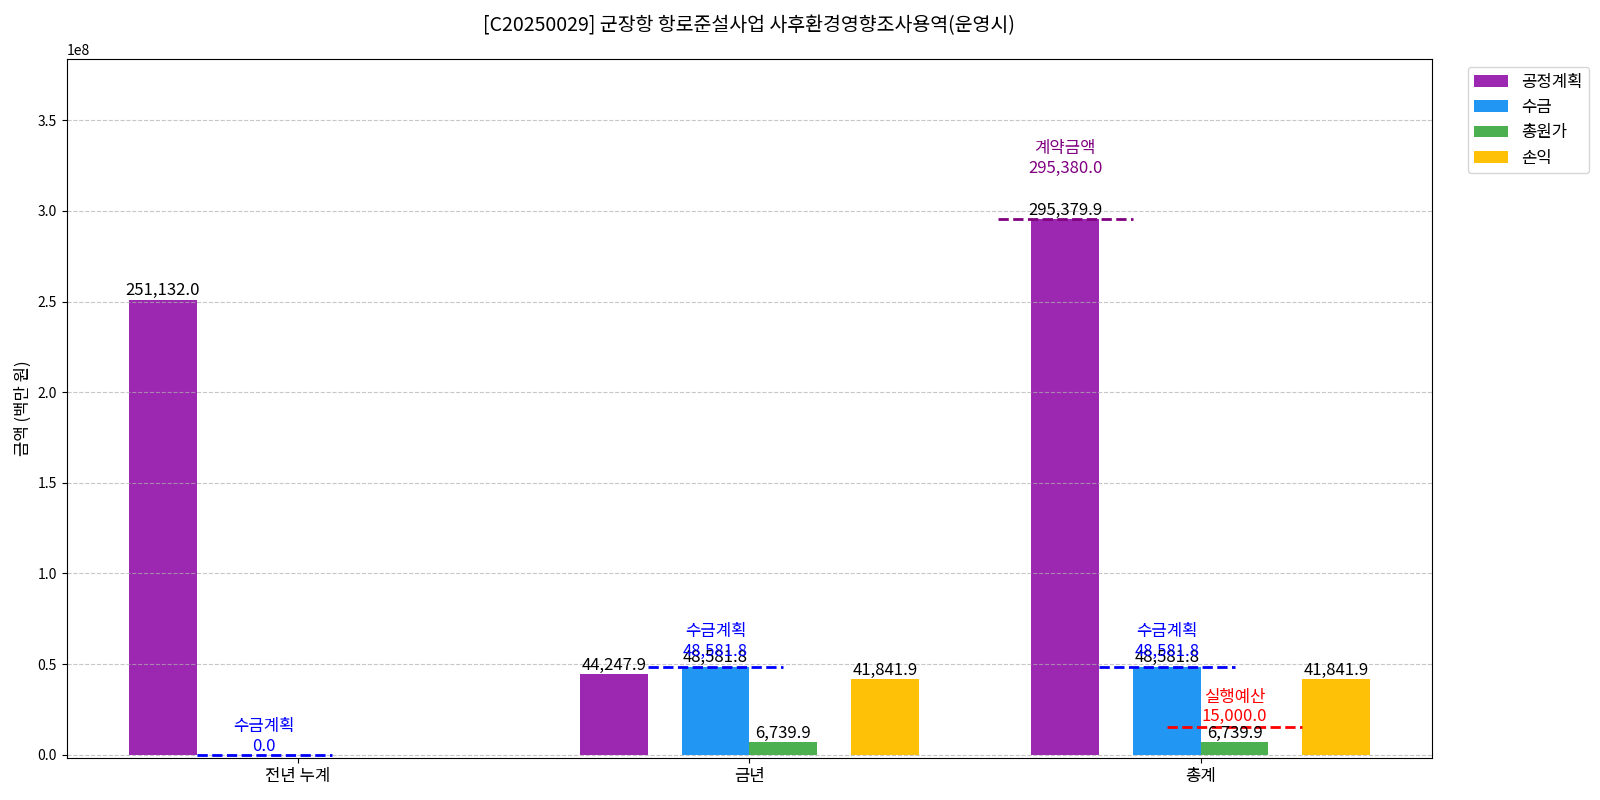 [C20250029] 군장항 항로준설사업 사후환경영향조사용역(운영시)
1e8
금액 (백만 원)
3.5
3.0
2.5
2.0
1.5
1.0
0.5
0.0
251,132.0
수금계획
0.0
44,247.9
수금계획
48,581.8
48,581.8
6,739.9
41,841.9
계약금액
295,380.0
295,379.9
수금계획
48,581.8
48,581.8
실행예산
15,000.0
6,739.9
41,841.9
전년 누계
금년
총계
공정계획
수금
총원가
손익